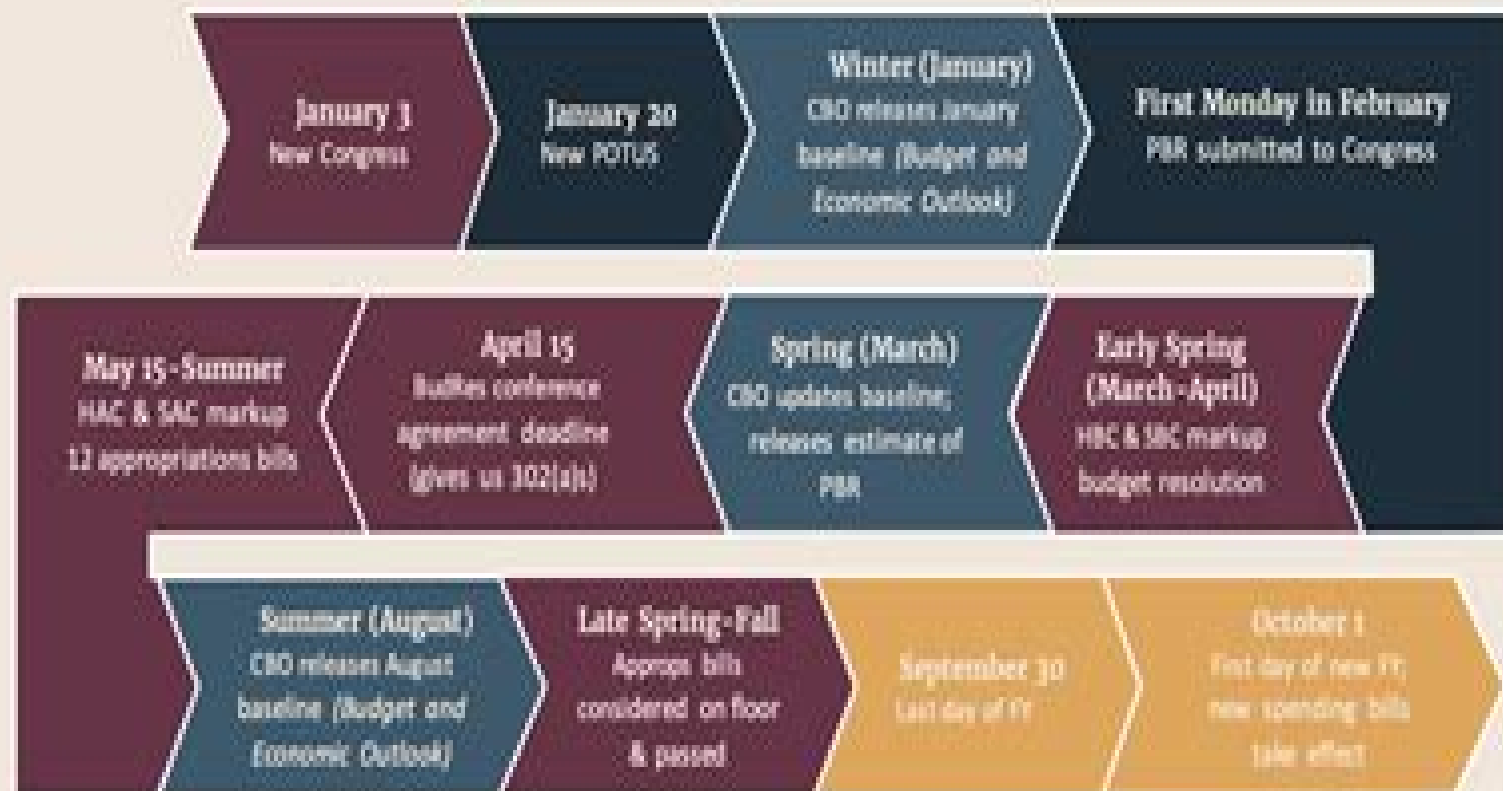 January 3
New Congress
January 20
New POTUS
Winter (January)
CBO releases January
baseline (Budget and
Economic Outlook)
First Monday in February
PBR submitted to Congress
Early Spring
(March-April)
HBC & SBC markup
budget resolution
Spring (March)
CBO updates baseline;
releases estimate of
PBR
April 15
BudRes conference
agreement deadline
(gives us 302(a)s)
May 15-Summer
HAC & SAC markup
12 appropriations bills
Summer (August)
CBO releases August
baseline (Budget and
Economic Outlook)
Late Spring-Fall
Approps bills
considered on floor
& passed
September 30
Last day of FY
October 1
First day of new FY;
new spending bills
take effect